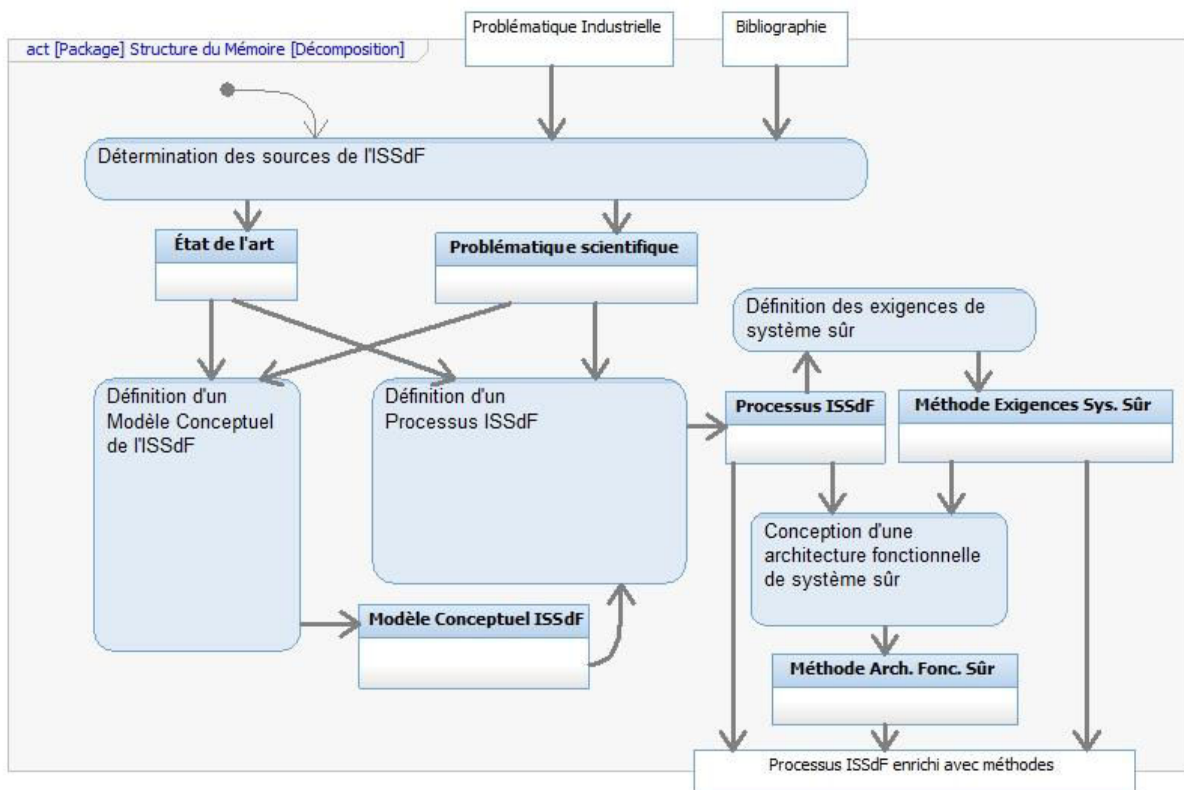 Problématique Industrielle
Bibliographie
act [Package] Structure du Mémoire [Décomposition]
Détermination des sources de l'ISSdF
État de l'art
Problématique scientifique
Définition des exigences de
système sûr
Définition d'un
Modèle Conceptuel
de l'ISSdF
Définition d'un
Processus ISSdF
Processus ISSdF
Méthode Exigences Sys. Sûr
Conception d'une
architecture fonctionnelle
de système sûr
Modèle Conceptuel ISSdF
Méthode Arch. Fonc. Sûr
Processus ISSdF enrichi avec méthodes